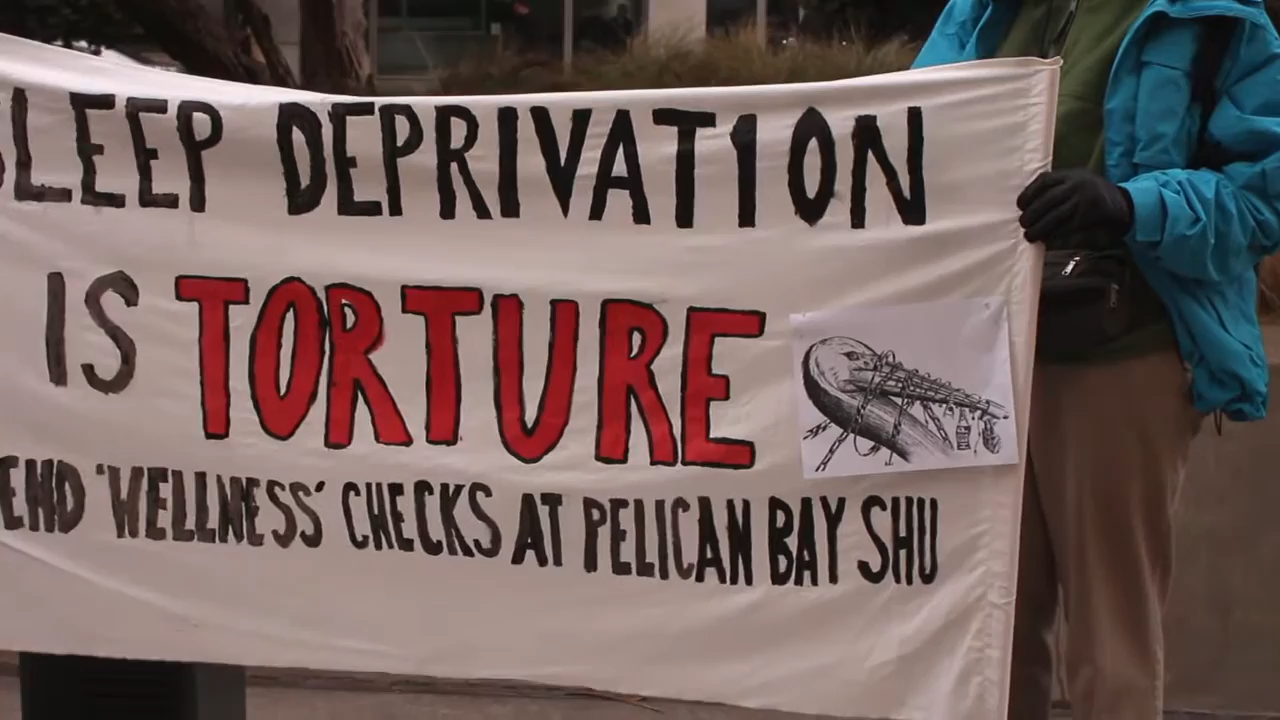 SLEEP DEPRIVATION
IS TORTURE
END 'WELLNESS' CHECKS AT PELICAN BAY SHU